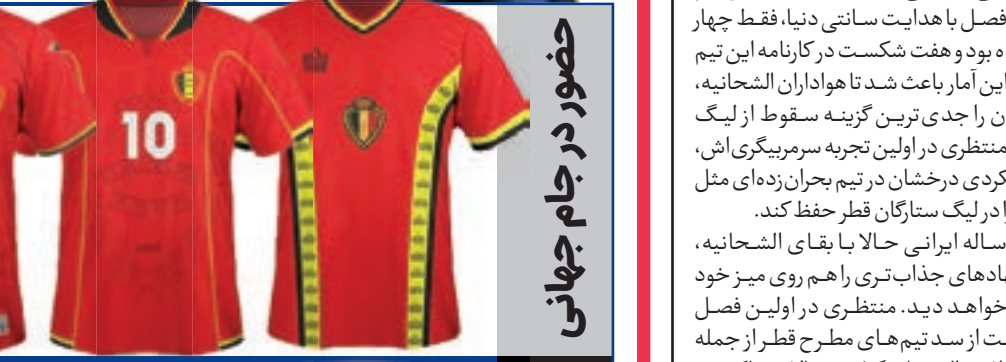 حضور در جام جهانی
10
فصل با هدایت سانتی دنیا، فقط چهار
بود و هفت شکست در کارنامه این تیم
این آمار باعث شد تا هواداران الشحانیه،
را جدی‌ترین گزینه سقوط از لیگ
منتظری در اولین تجربه سرمربیگری‌اش،
درخشان در تیم بحران‌زده‌ای مثل
در لیگ ستارگان قطر حفظ کند.
ساله ایرانی حالا با بقای الشحانیه،
جذاب‌تری را هم روی میز خود
خواهد دید. منتظری در اولین فصل
از سد تیم‌های مطرح قطر از جمله